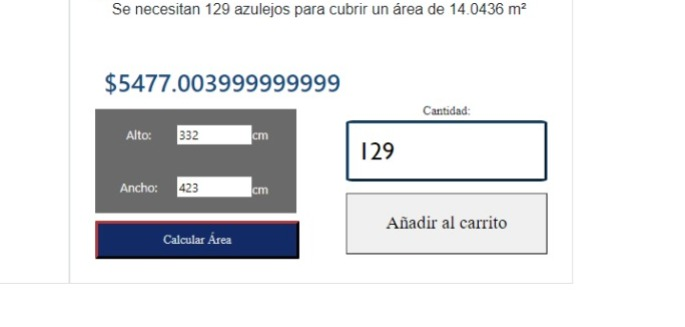 Se necesitan 129 azulejos para cubrir un área de 14.0436 m²
$5477.003999999999
Cantidad:
Alto: 332 cm
129
Ancho: 423 cm
Añadir al carrito
Calcular Área